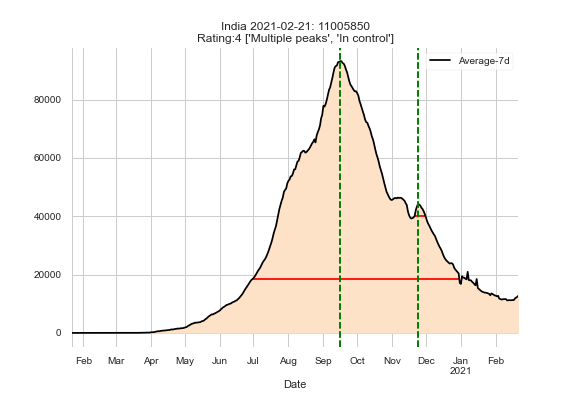 India 2021-02-21: 11005850
Rating:4 ['Multiple peaks', 'In control']
Average-7d
80000
60000
40000
20000
0
Feb Mar Apr May Jun Jul Aug Sep Oct Nov Dec Jan Feb
2021
Date